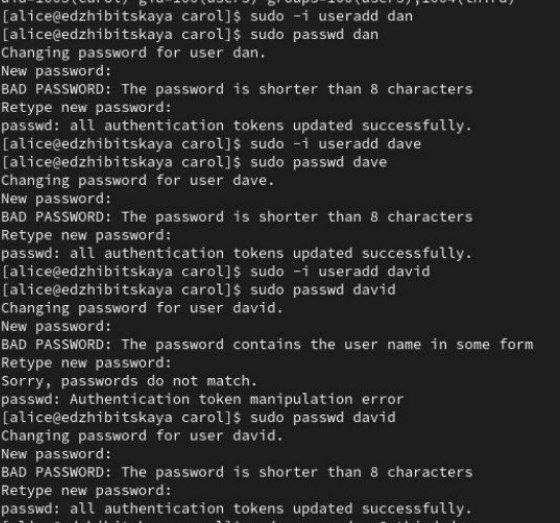 [alice@edzhibitskaya carol]$ sudo -i useradd dan
[alice@edzhibitskaya carol]$ sudo passwd dan
Changing password for user dan.
New password:
BAD PASSWORD: The password is shorter than 8 characters
Retype new password:
passwd: all authentication tokens updated successfully.
[alice@edzhibitskaya carol]$ sudo -i useradd dave
[alice@edzhibitskaya carol]$ sudo passwd dave
Changing password for user dave.
New password:
BAD PASSWORD: The password is shorter than 8 characters
Retype new password:
passwd: all authentication tokens updated successfully.
[alice@edzhibitskaya carol]$ sudo -i useradd david
[alice@edzhibitskaya carol]$ sudo passwd david
Changing password for user david.
New password:
BAD PASSWORD: The password contains the user name in some form
Retype new password:
Sorry, passwords do not match.
passwd: Authentication token manipulation error
[alice@edzhibitskaya carol]$ sudo passwd david
Changing password for user david.
New password:
BAD PASSWORD: The password is shorter than 8 characters
Retype new password:
passwd: all authentication tokens updated successfully.